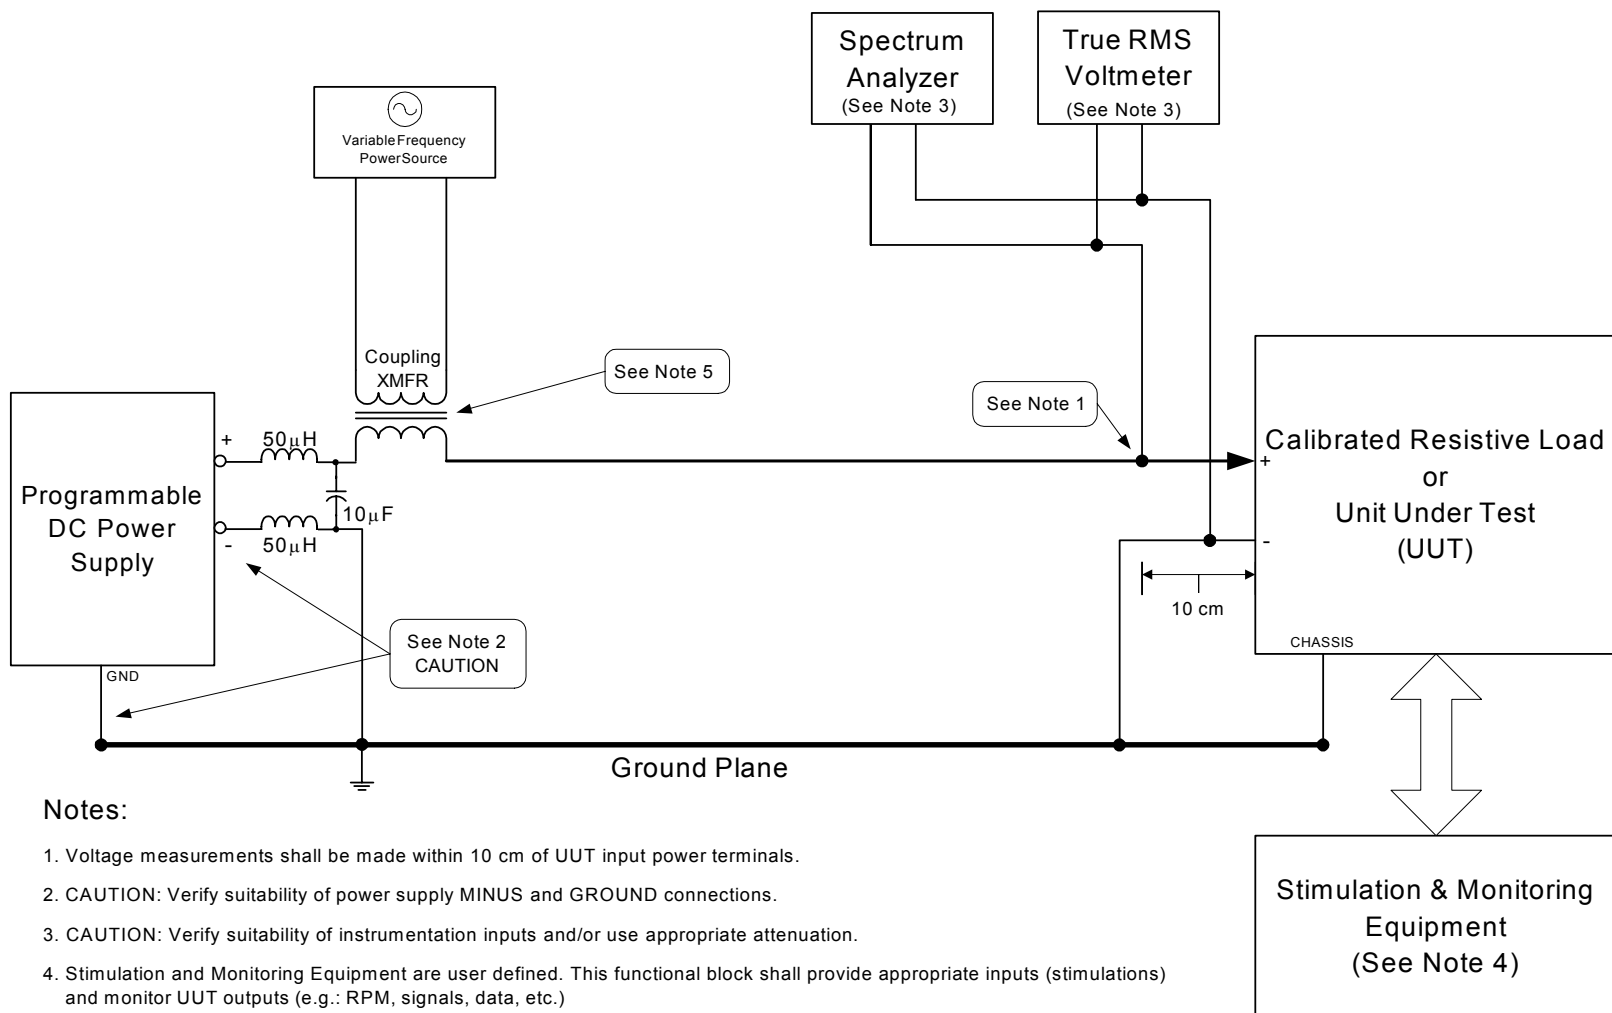 Spectrum
Analyzer
(See Note 3)
True RMS
Voltmeter
(See Note 3)
Variable Frequency
Power Source
Coupling
XMFR
See Note 5
See Note 1
Programmable
DC Power
Supply
+
50µH
10µF
-
50µH
GND
See Note 2
CAUTION
Calibrated Resistive Load
or
Unit Under Test
(UUT)
+
-
10 cm
CHASSIS
Ground Plane
Stimulation & Monitoring
Equipment
(See Note 4)
Notes:
1. Voltage measurements shall be made within 10 cm of UUT input power terminals.
2. CAUTION: Verify suitability of power supply MINUS and GROUND connections.
3. CAUTION: Verify suitability of instrumentation inputs and/or use appropriate attenuation.
4. Stimulation and Monitoring Equipment are user defined. This functional block shall provide appropriate inputs (stimulations)
and monitor UUT outputs (e.g.: RPM, signals, data, etc.)